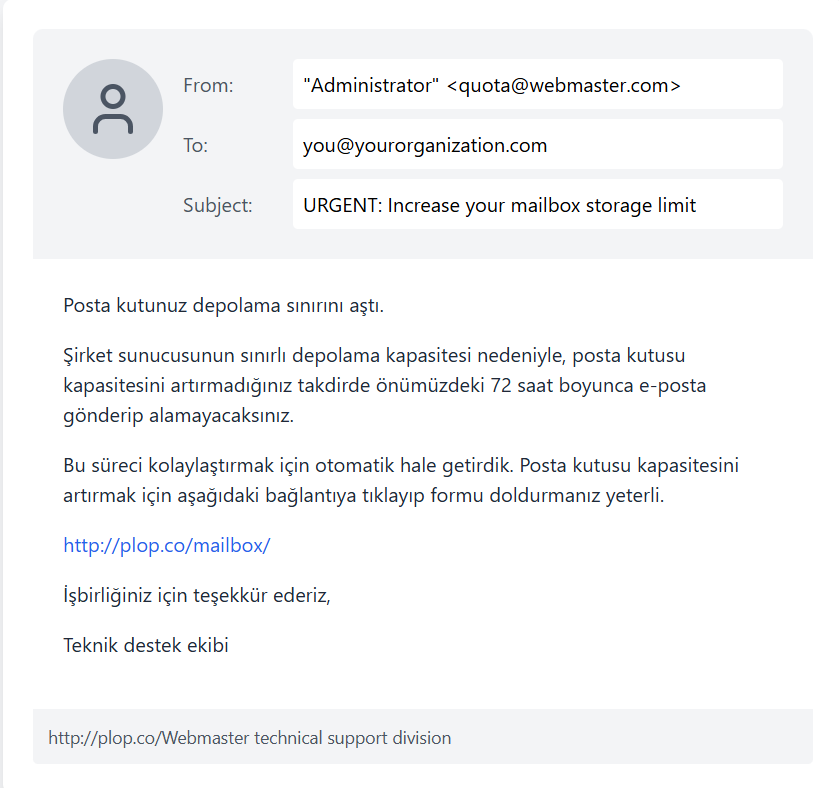 From:
"Administrator" <quota@webmaster.com>
To:
you@yourorganization.com
Subject:
URGENT: Increase your mailbox storage limit
Posta kutunuz depolama sınırını aştı.
Şirket sunucusunun sınırlı depolama kapasitesi nedeniyle, posta kutusu
kapasitesini artırmadığınız takdirde önümüzdeki 72 saat boyunca e-posta
gönderip alamayacaksınız.
Bu süreci kolaylaştırmak için otomatik hale getirdik. Posta kutusu kapasitesini
artırmak için aşağıdaki bağlantıya tıklayıp formu doldurmanız yeterli.
http://plop.co/mailbox/
İşbirliğiniz için teşekkür ederiz,
Teknik destek ekibi
http://plop.co/Webmaster technical support division